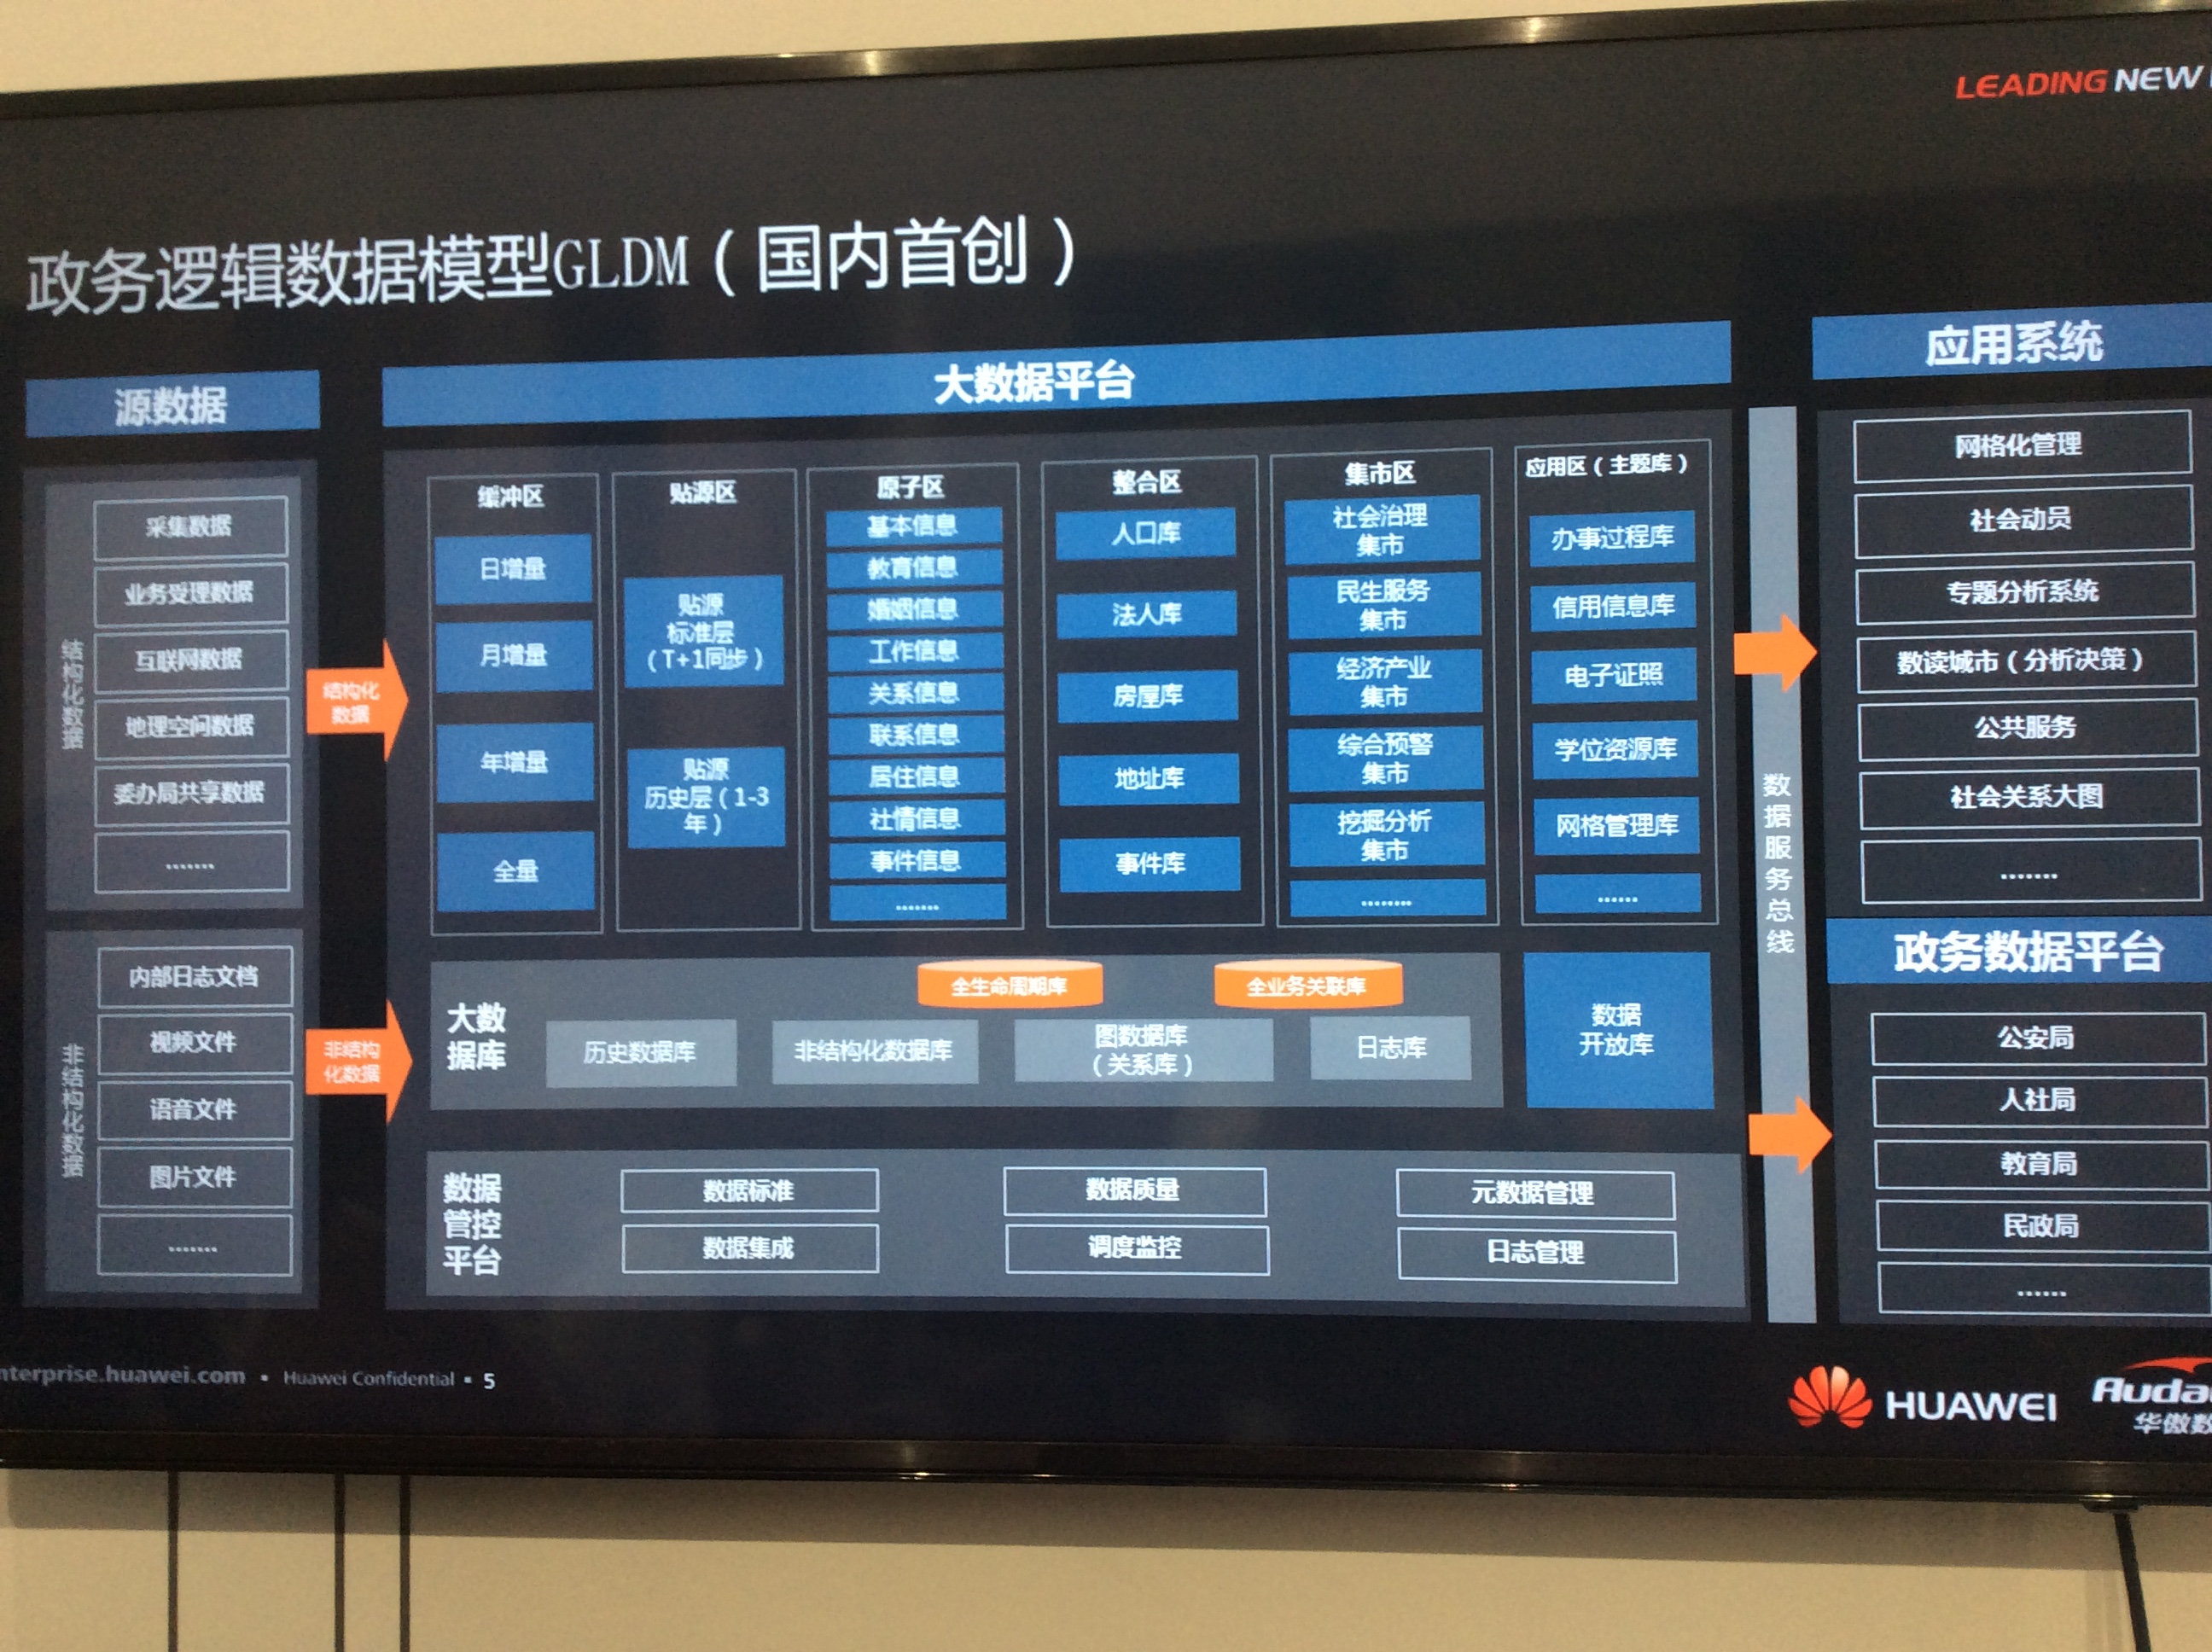 LEADING NEW
政务逻辑数据模型GLDM（国内首创）
源数据
结构化数据
采集数据
业务受理数据
互联网数据
地理空间数据
委办局共享数据
.......
非结构化数据
内部日志文档
视频文件
语音文件
图片文件
.......
结构化
数据
非结构
化数据
大数据平台
缓冲区
日增量
月增量
年增量
全量
贴源区
贴源
标准层
（T+1同步）
贴源
历史层（1-3
年）
原子区
基本信息
教育信息
婚姻信息
工作信息
关系信息
联系信息
居住信息
社情信息
事件信息
.......
整合区
人口库
法人库
房屋库
地址库
事件库
集市区
社会治理
集市
民生服务
集市
经济产业
集市
综合预警
集市
挖掘分析
集市
........
应用区（主题库）
办事过程库
信用信息库
电子证照
学位资源库
网格管理库
......
大数
据库
全生命周期库
全业务关联库
历史数据库
非结构化数据库
图数据库
（关系库）
日志库
数据
开放库
数据
管控
平台
数据标准
数据质量
元数据管理
数据集成
调度监控
日志管理
数据服务总线
应用系统
网格化管理
社会动员
专题分析系统
数读城市（分析决策）
公共服务
社会关系大图
.......
政务数据平台
公安局
人社局
教育局
民政局
......
nterprise.huawei.com ▪ Huawei Confidential ▪ 5
HUAWEI
Auda
华傲数